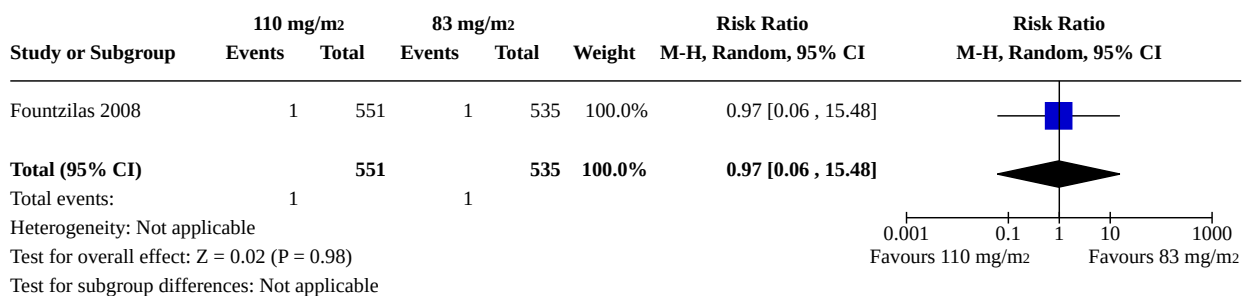 110 mg/m2 83 mg/m2 Risk Ratio Risk Ratio
Study or Subgroup Events Total Events Total Weight M-H, Random, 95% CI M-H, Random, 95% CI
Fountzilas 2008 1 551 1 535 100.0% 0.97 [0.06 , 15.48]
Total (95% CI) 551 535 100.0% 0.97 [0.06 , 15.48]
Total events: 1 1
Heterogeneity: Not applicable
0.001 0.1 1 10 1000
Test for overall effect: Z = 0.02 (P = 0.98) Favours 110 mg/m2 Favours 83 mg/m2
Test for subgroup differences: Not applicable